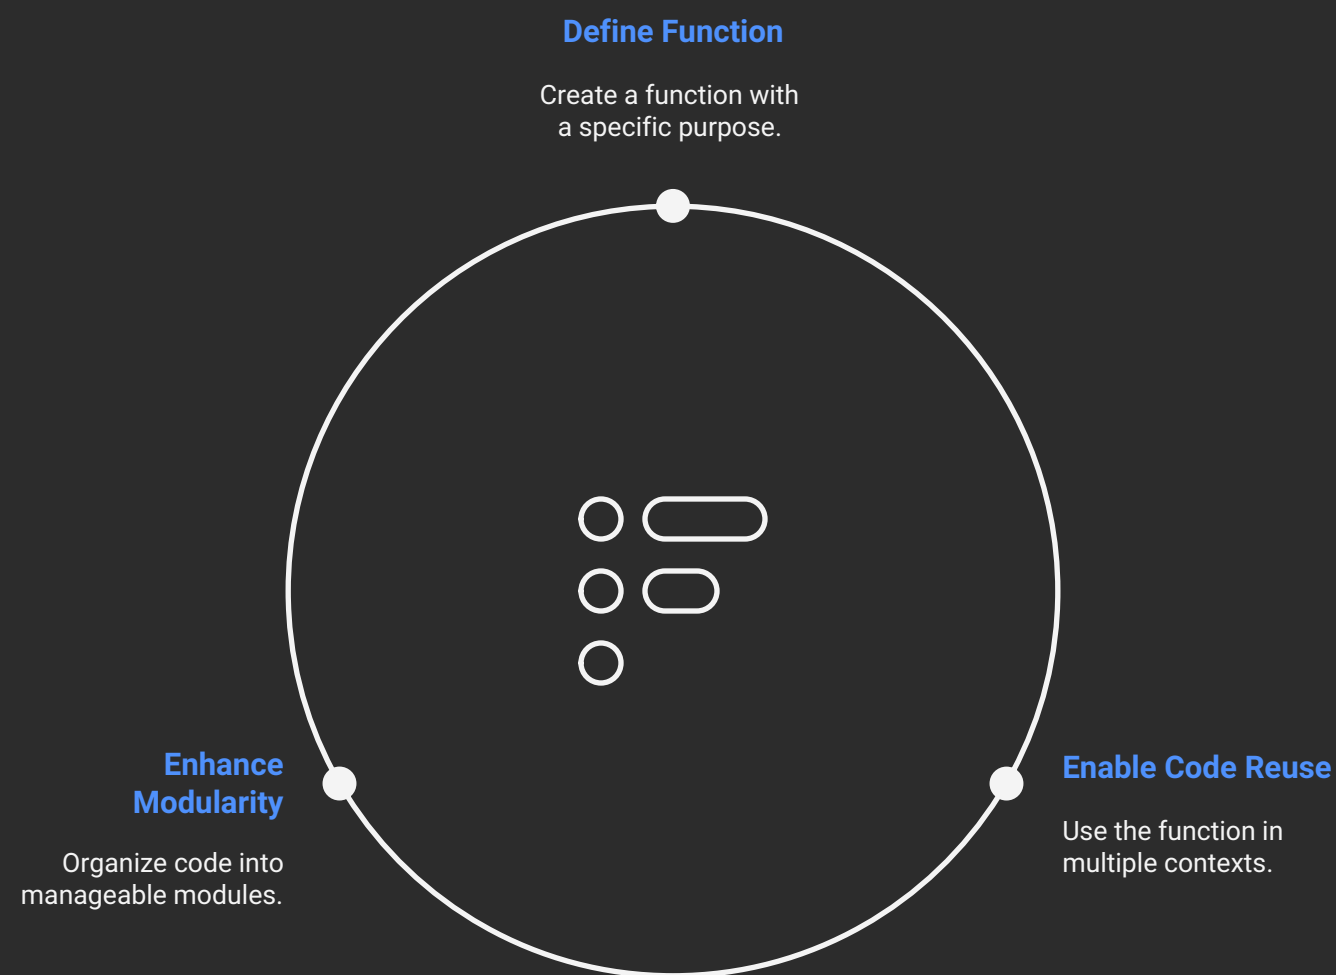 Define Function
Create a function with
a specific purpose.
Enhance
Modularity
Organize code into
manageable modules.
Enable Code Reuse
Use the function in
multiple contexts.